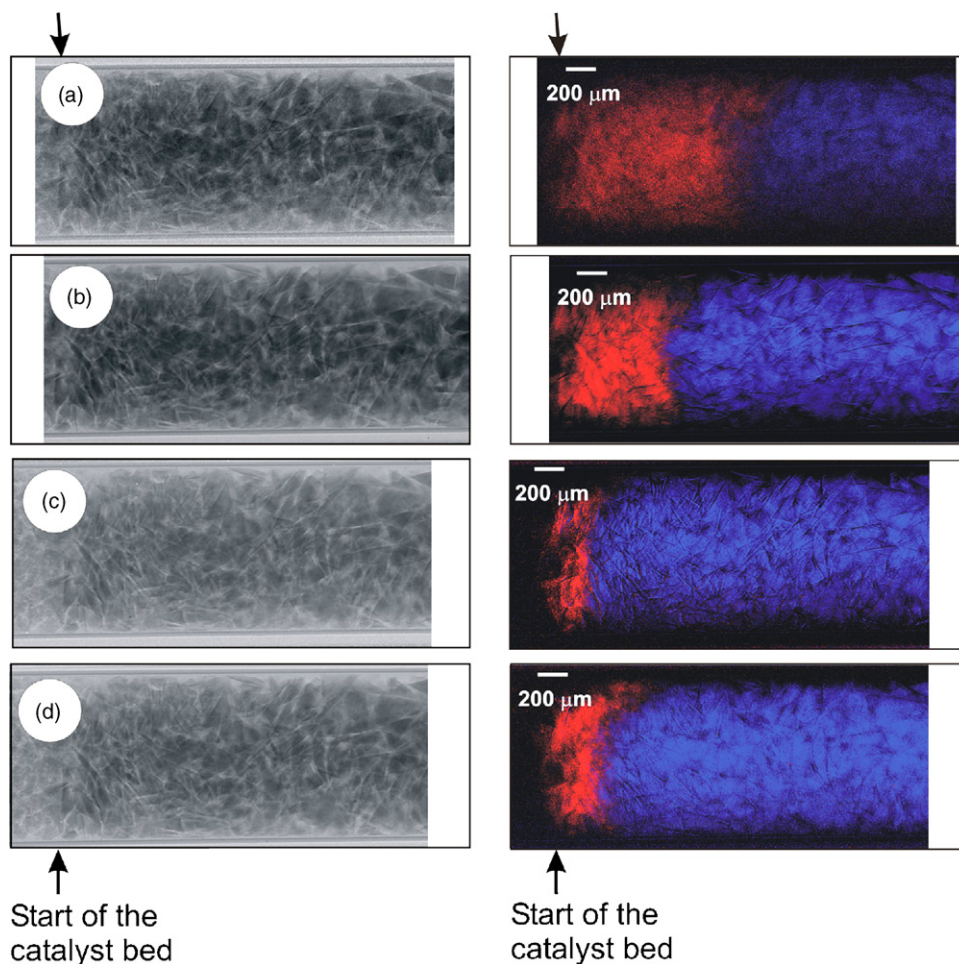 (a)
200 μm
(b)
200 μm
(c)
200 μm
(d)
200 μm
Start of the
catalyst bed
Start of the
catalyst bed